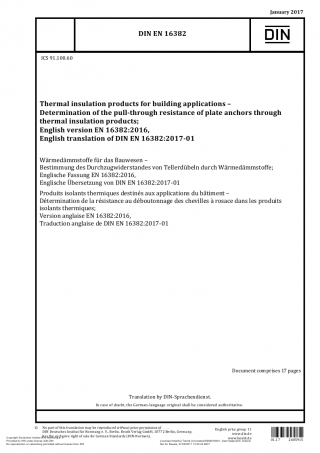 January 2017
DIN EN 16382
DIN
ICS 91.100.60
Thermal insulation products for building applications –
Determination of the pull-through resistance of plate anchors through
thermal insulation products;
English version EN 16382:2016,
English translation of DIN EN 16382:2017-01
Wärmedämmstoffe für das Bauwesen –
Bestimmung des Durchzugwiderstandes von Tellerdübeln durch Wärmedämmstoffe;
Englische Fassung EN 16382:2016,
Englische Übersetzung von DIN EN 16382:2017-01
Produits isolants thermiques destinés aux applications du bâtiment –
Détermination de la résistance au déboutonnage des chevilles à rosace dans les produits
isolants thermiques;
Version anglaise EN 16382:2016,
Traduction anglaise de DIN EN 16382:2017-01
Document comprises 17 pages
Translation by DIN-Sprachendienst.
In case of doubt, the German-language original shall be considered authoritative.
No part of this translation may be reproduced without prior permission of
DIN Deutsches Institut für Normung e. V., Berlin. Beuth Verlag GmbH, 10772 Berlin, Germany,
has the exclusive right of sale for German Standards (DIN-Normen).
English price group 11
www.din.de
www.beuth.de